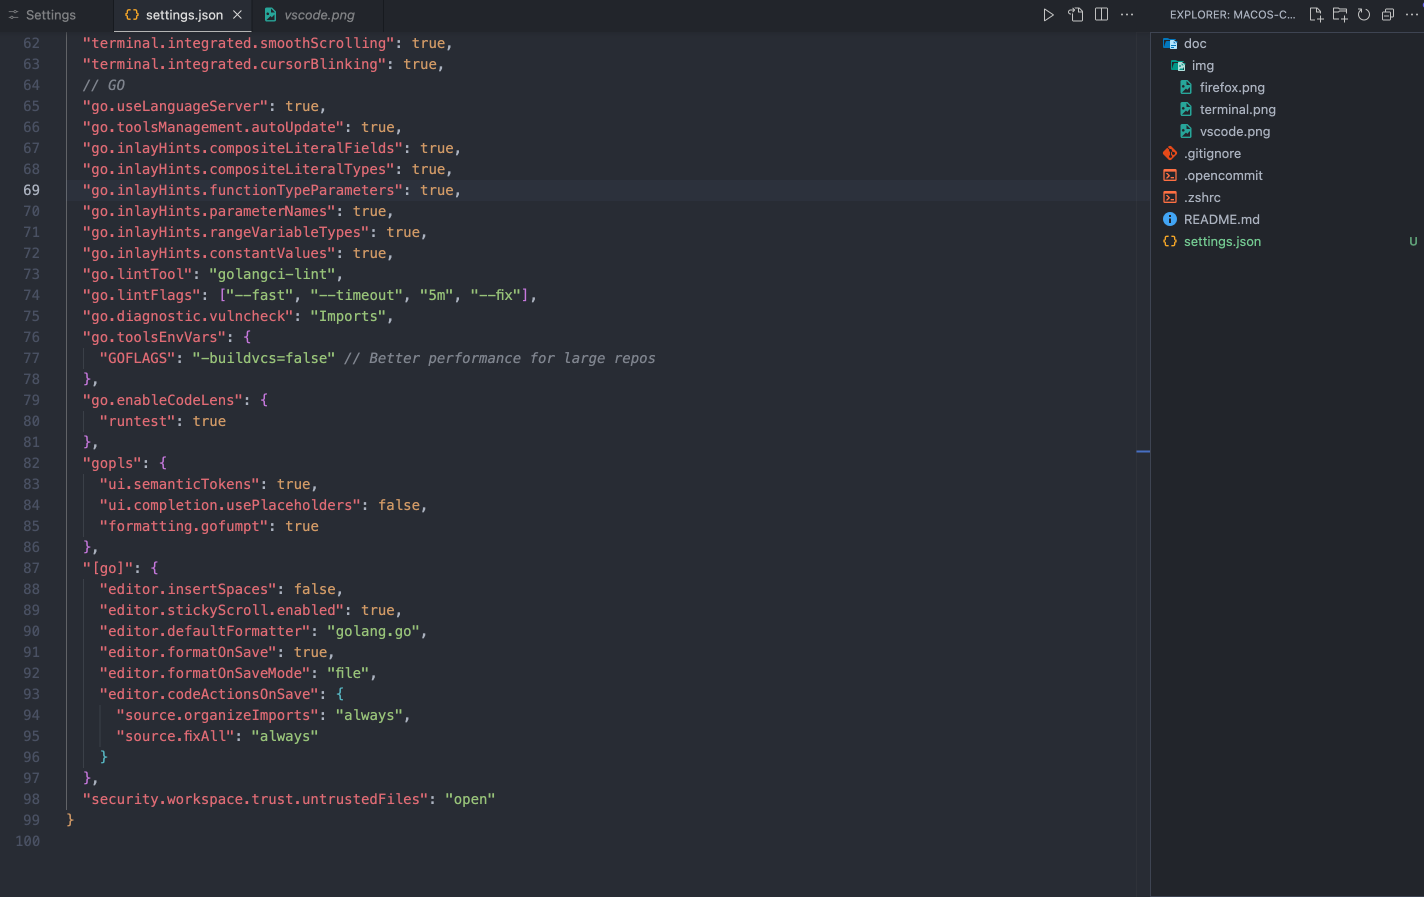 Settings
settings.json
vscode.png
EXPLORER: MACOS-C...
62 "terminal.integrated.smoothScrolling": true,
63 "terminal.integrated.cursorBlinking": true,
64 // GO
65 "go.useLanguageServer": true,
66 "go.toolsManagement.autoUpdate": true,
67 "go.inlayHints.compositeLiteralFields": true,
68 "go.inlayHints.compositeLiteralTypes": true,
69 "go.inlayHints.functionTypeParameters": true,
70 "go.inlayHints.parameterNames": true,
71 "go.inlayHints.rangeVariableTypes": true,
72 "go.inlayHints.constantValues": true,
73 "go.lintTool": "golangci-lint",
74 "go.lintFlags": ["--fast", "--timeout", "5m", "--fix"],
75 "go.diagnostic.vulncheck": "Imports",
76 "go.toolsEnvVars": {
77 "GOFLAGS": "-buildvcs=false" // Better performance for large repos
78 },
79 "go.enableCodeLens": {
80 "runtest": true
81 },
82 "gopls": {
83 "ui.semanticTokens": true,
84 "ui.completion.usePlaceholders": false,
85 "formatting.gofumpt": true
86 },
87 "[go]": {
88 "editor.insertSpaces": false,
89 "editor.stickyScroll.enabled": true,
90 "editor.defaultFormatter": "golang.go",
91 "editor.formatOnSave": true,
92 "editor.formatOnSaveMode": "file",
93 "editor.codeActionsOnSave": {
94 "source.organizeImports": "always",
95 "source.fixAll": "always"
96 }
97 },
98 "security.workspace.trust.untrustedFiles": "open"
99 }
100
doc
img
firefox.png
terminal.png
vscode.png
.gitignore
.opencommit
.zshrc
README.md
settings.json U